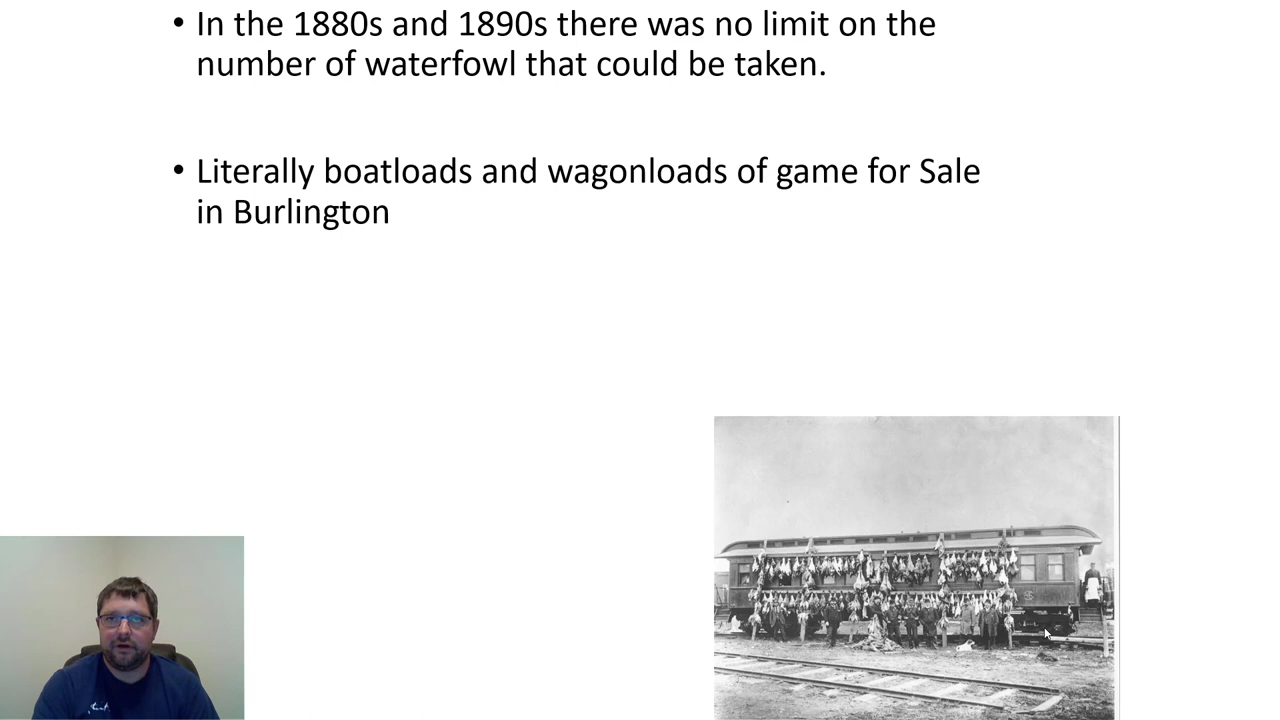 • In the 1880s and 1890s there was no limit on the
number of waterfowl that could be taken.
• Literally boatloads and wagonloads of game for Sale
in Burlington